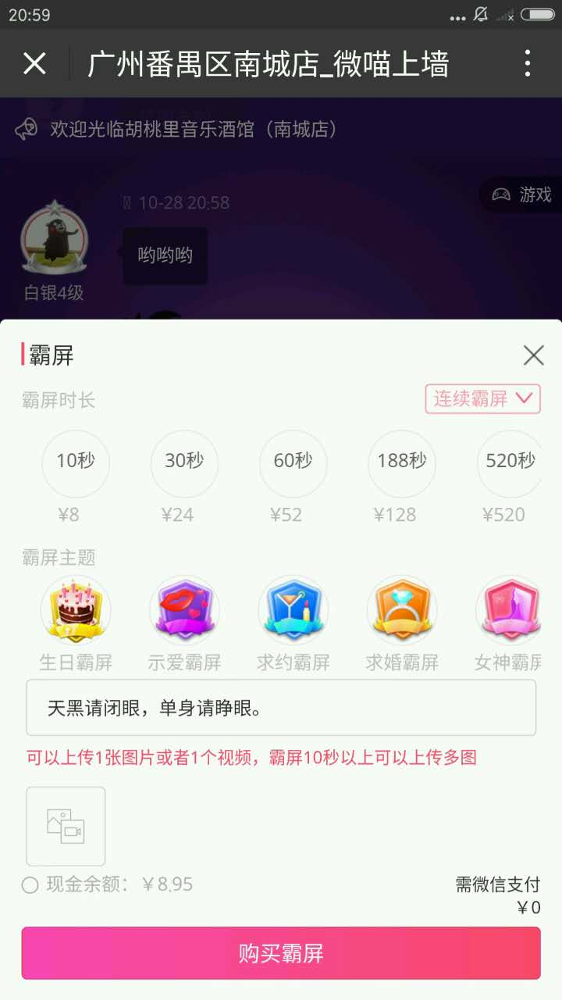 20:59
广州番禺区南城店_微喵上墙
欢迎光临胡桃里音乐酒馆（南城店）
10-28 20:58
游戏
哟哟哟
白银4级
霸屏
霸屏时长
连续霸屏
10秒 30秒 60秒 188秒 520秒
¥8 ¥24 ¥52 ¥128 ¥520
霸屏主题
生日霸屏 示爱霸屏 求约霸屏 求婚霸屏 女神霸屏
天黑请闭眼，单身请睁眼。
可以上传1张图片或者1个视频，霸屏10秒以上可以上传多图
现金余额：￥8.95
需微信支付
￥0
购买霸屏